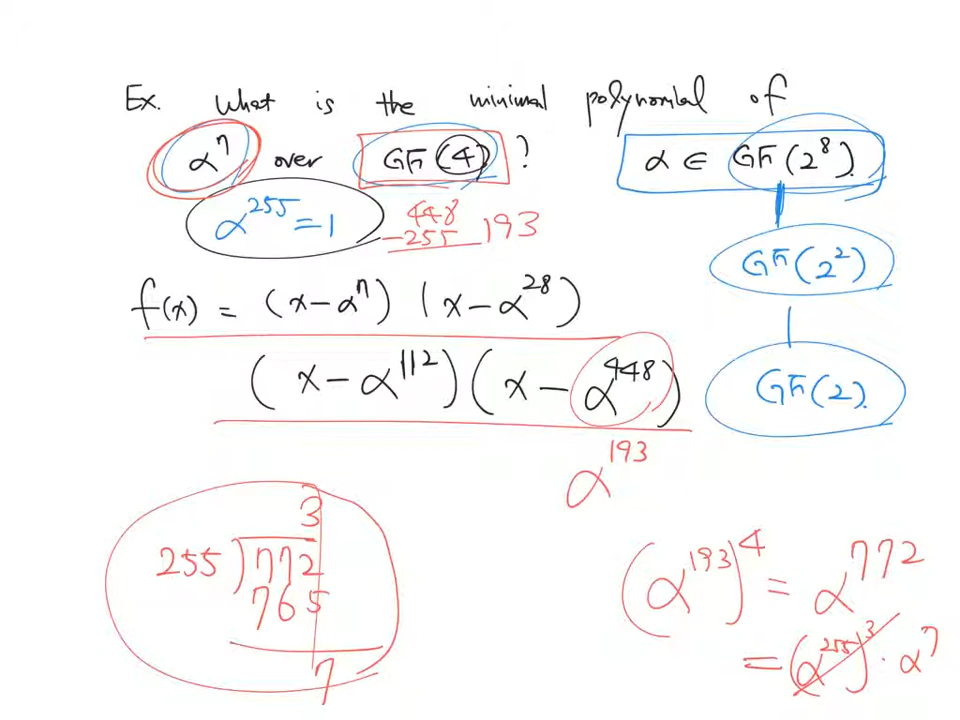 Ex. What is the minimal polynomial of
α^7 over GF(4)? α ∈ GF(2^8).
α^255 = 1
448
-255
193
GF(2^2)
f(x) = (x-α^7) (x-α^28)
(x-α^112)(x-α^448)
GF(2).
α^193
3
255)772
765
7
(α^193)^4 = α^772
= (α^255)^3 · α^7